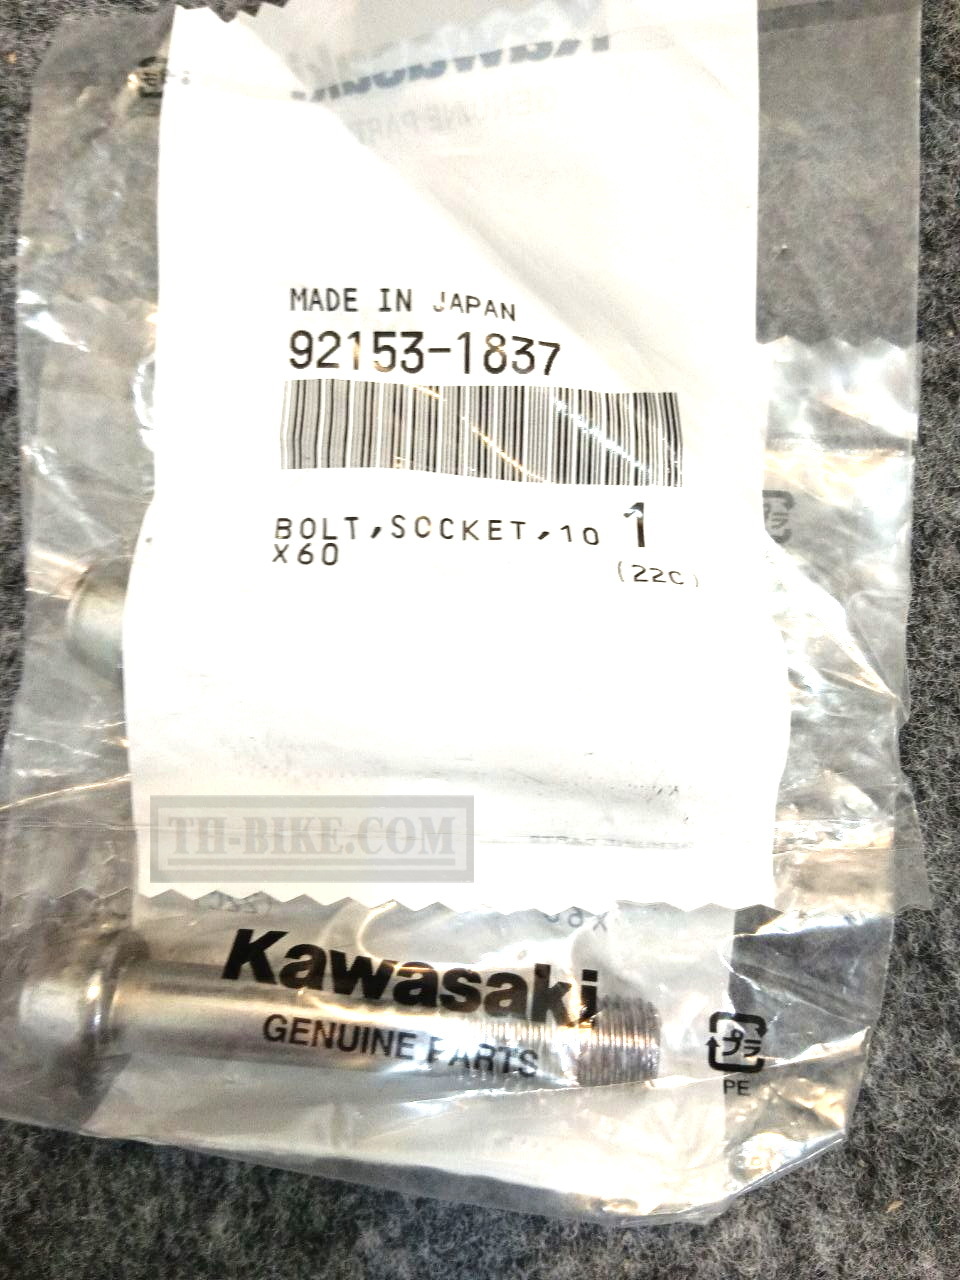 MADE IN JAPAN
92153-1837
BOLT,SOCKET,10 1
X60
(22C)
TH-BIKE.COM
Kawasaki
GENUINE PARTS
プラ
PE